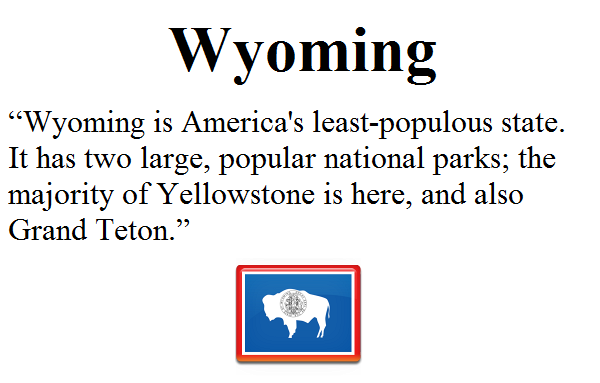 Wyoming
“Wyoming is America's least-populous state.
It has two large, popular national parks; the
majority of Yellowstone is here, and also
Grand Teton.”